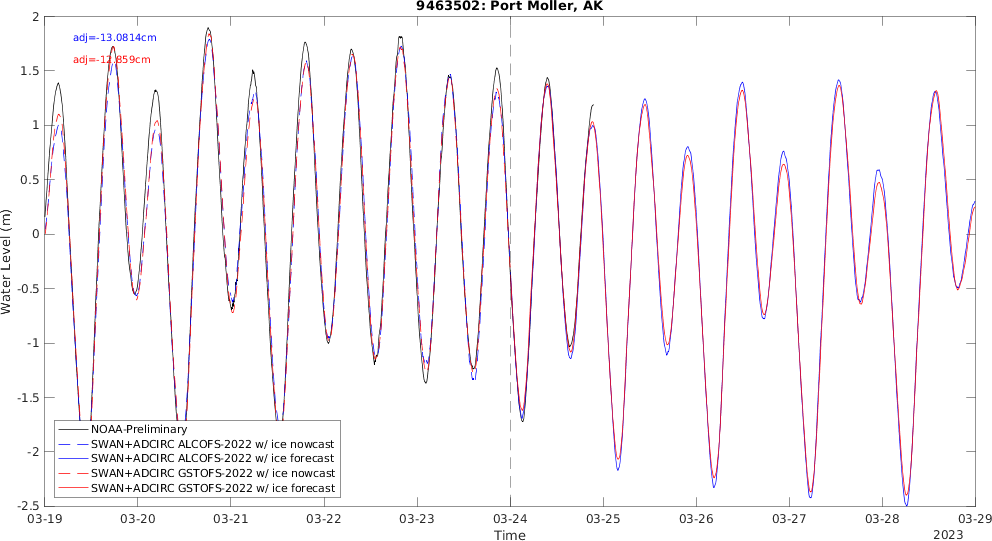 9463502: Port Moller, AK
adj=-13.0814cm
adj=-12.859cm
Water Level (m)
2
1.5
1
0.5
0
-0.5
-1
-1.5
-2
-2.5
NOAA-Preliminary
SWAN+ADCIRC ALCOFS-2022 w/ ice nowcast
SWAN+ADCIRC ALCOFS-2022 w/ ice forecast
SWAN+ADCIRC GSTOFS-2022 w/ ice nowcast
SWAN+ADCIRC GSTOFS-2022 w/ ice forecast
03-19 03-20 03-21 03-22 03-23 03-24 03-25 03-26 03-27 03-28 03-29
Time
2023